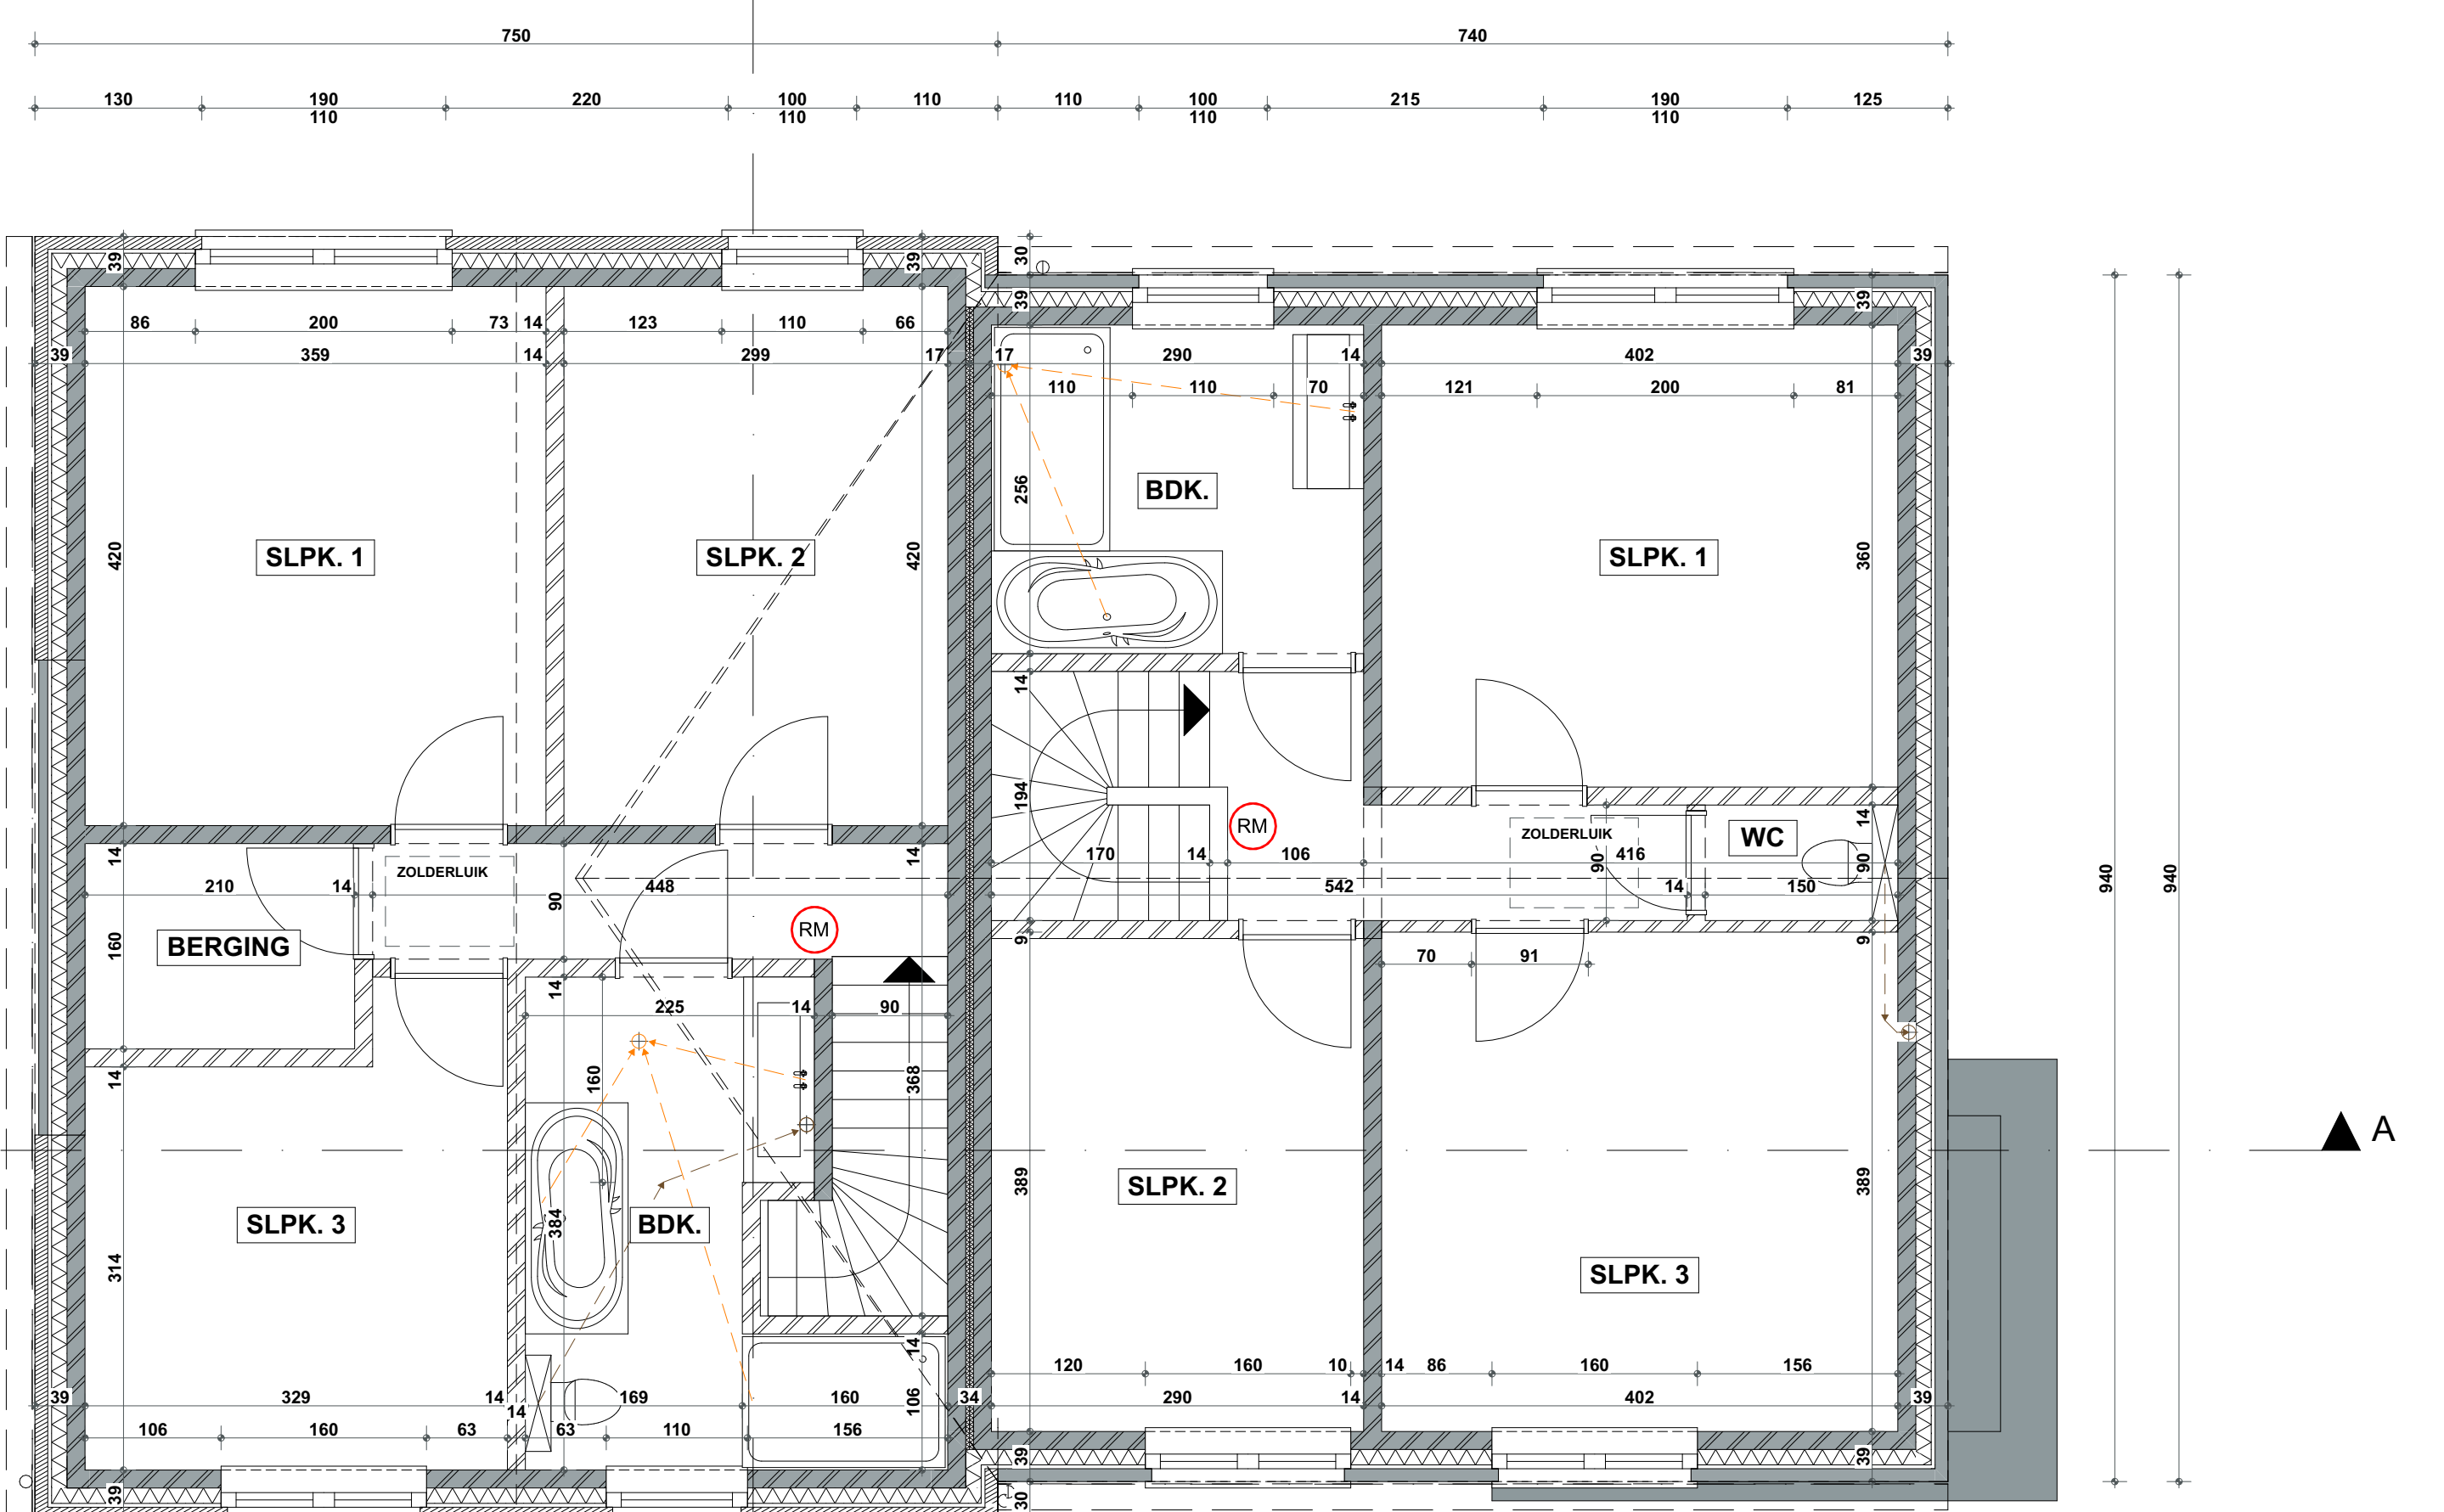 750 740
130 190 220 100 110 110 100 215 190 125
110 110 110 110
39 39 30
39 39
86 200 73 14 123 110 66
39 359 14 299 17 17 290 14 402 39
110 110 70 121 200 81
256
BDK.
420 SLPK. 1 SLPK. 2 420 SLPK. 1 360
14
194
14
RM ZOLDERLUIK WC
14 14
170 14 106 90 416 90
ZOLDERLUIK
210 14 448 542 14 150
90
RM
160 BERGING 9 9
70 91
14
225 14 90
14 160 368
940 940
A
389 SLPK. 2 389
SLPK. 3 384 BDK.
314 SLPK. 3
14
120 160 10 14 86 160 156
39 329 14 169 160 106 34 290 14 402 39
14
106 160 63 63 110 156
39 39
39 30